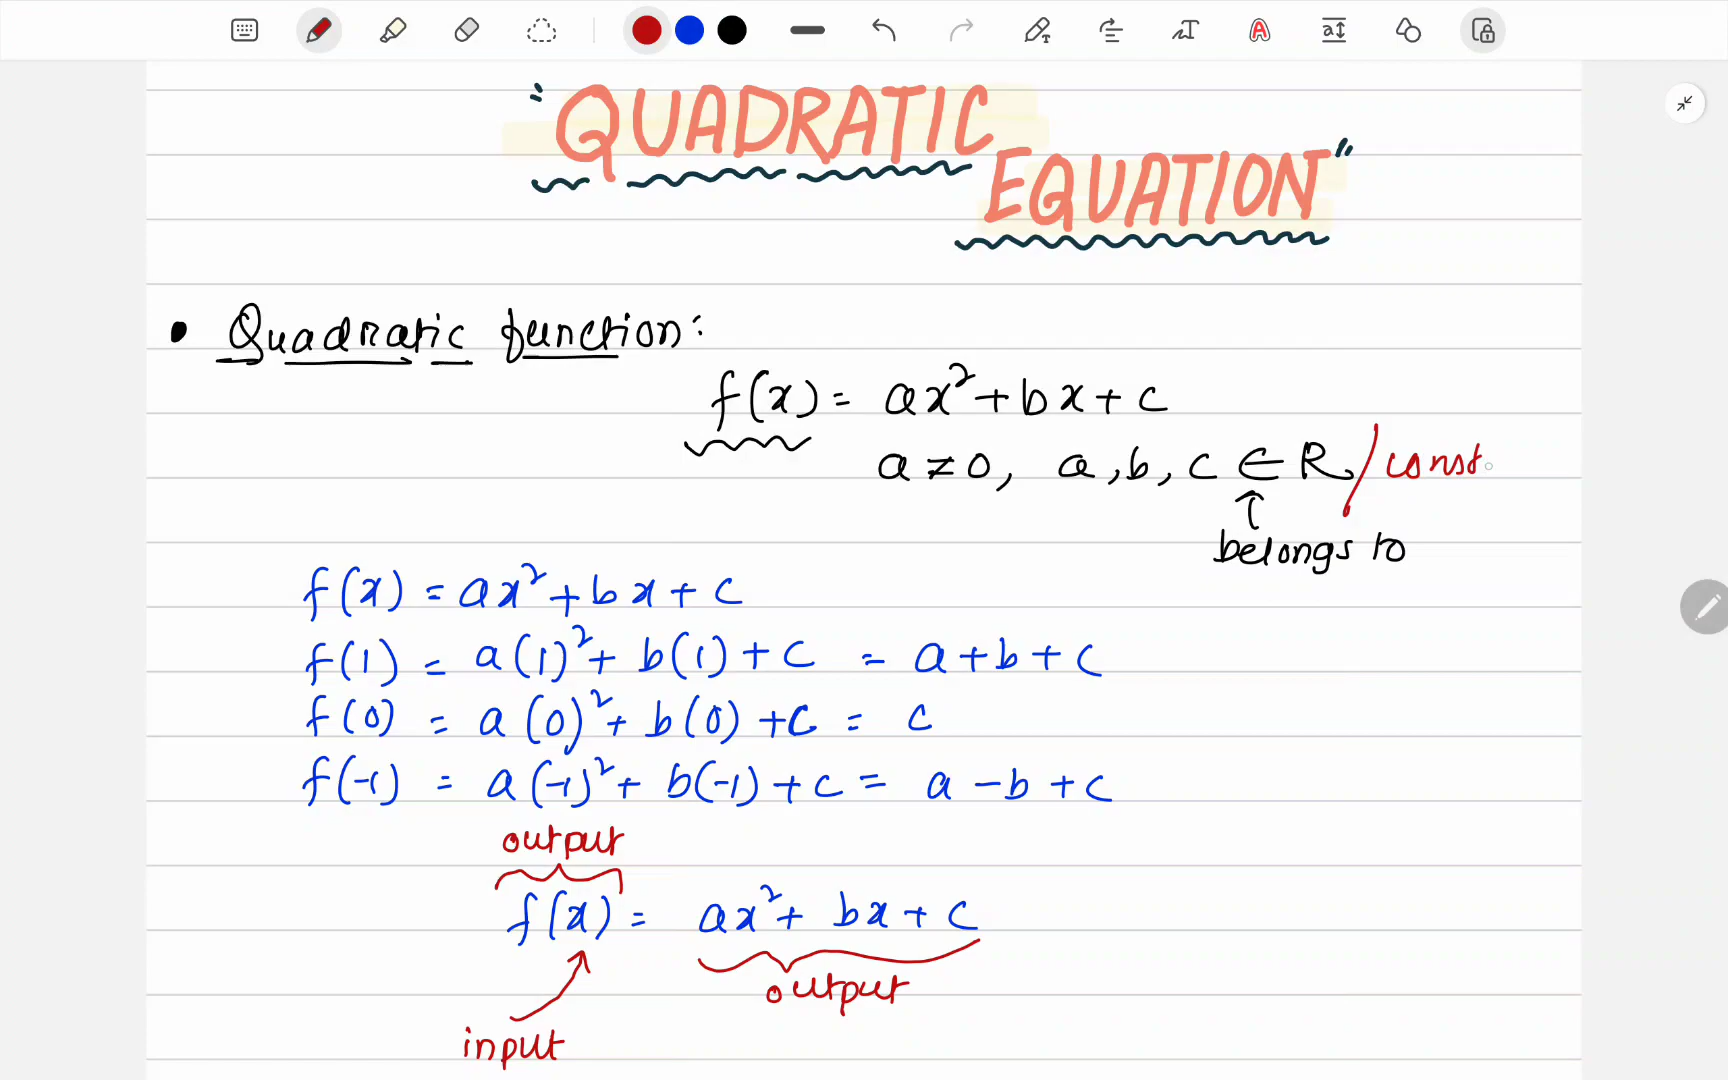 "QUADRATIC
EQUATION"
• Quadratic function:
f(x) = ax²+bx+c
a≠0, a,b,c ∈ R/const
↑
belongs to
f(x) = ax²+bx+c
f(1) = a(1)²+ b(1)+c = a+b+c
f(0) = a(0)²+ b(0)+c = c
f(-1) = a(-1)²+ b(-1)+c = a-b+c
output
f(x) = ax²+ bx+c
output
input